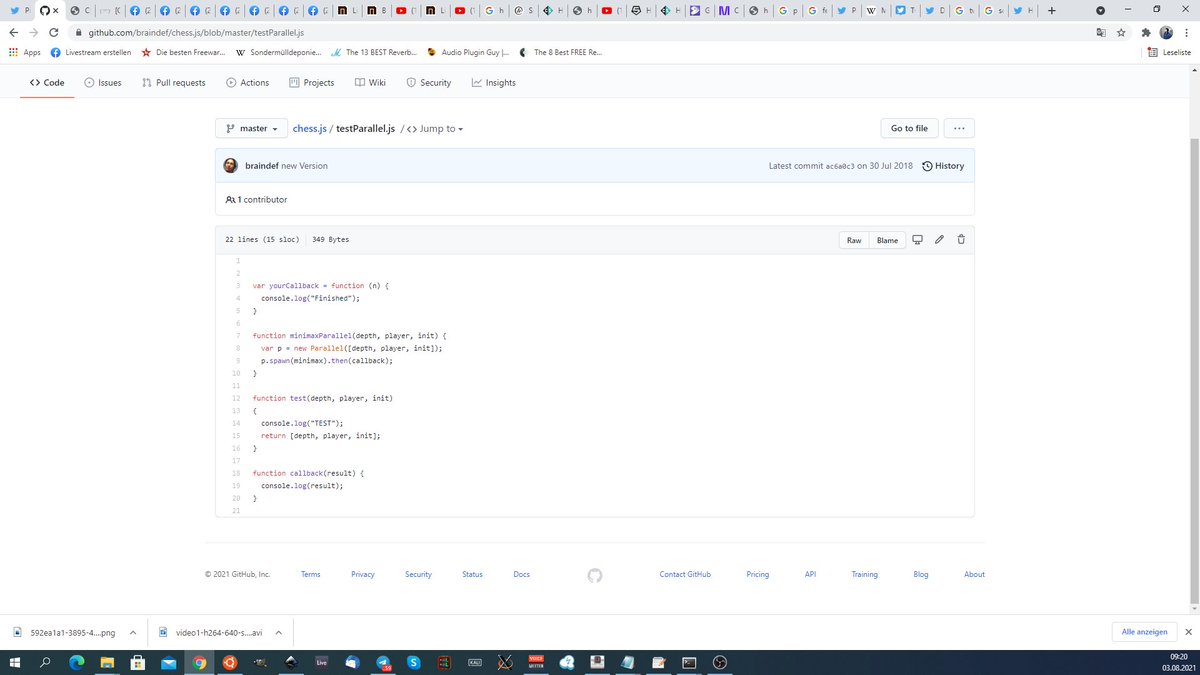 github.com/braindef/chess.js/blob/master/testParallel.js
Apps Livestream erstellen Die besten Freewar... Sondermülldeponie... The 13 BEST Reverb... Audio Plugin Guy |... The 8 Best FREE Re... Leseliste
Code Issues Pull requests Actions Projects Wiki Security Insights
master chess.js / testParallel.js / <> Jump to Go to file ...
braindef new Version Latest commit ac6a0c3 on 30 Jul 2018 History
1 contributor
22 lines (15 sloc) 349 Bytes Raw Blame
1
2
3 var yourCallback = function (n) {
4 console.log("Finished");
5 }
6
7 function minimaxParallel(depth, player, init) {
8 var p = new Parallel([depth, player, init]);
9 p.spawn(minimax).then(callback);
10 }
11
12 function test(depth, player, init)
13 {
14 console.log("TEST");
15 return [depth, player, init];
16 }
17
18 function callback(result) {
19 console.log(result);
20 }
21
© 2021 GitHub, Inc. Terms Privacy Security Status Docs Contact GitHub Pricing API Training Blog About
592ea1a1-3895-4....png video1-h264-640-s....avi Alle anzeigen
Live
09:20
03.08.2021